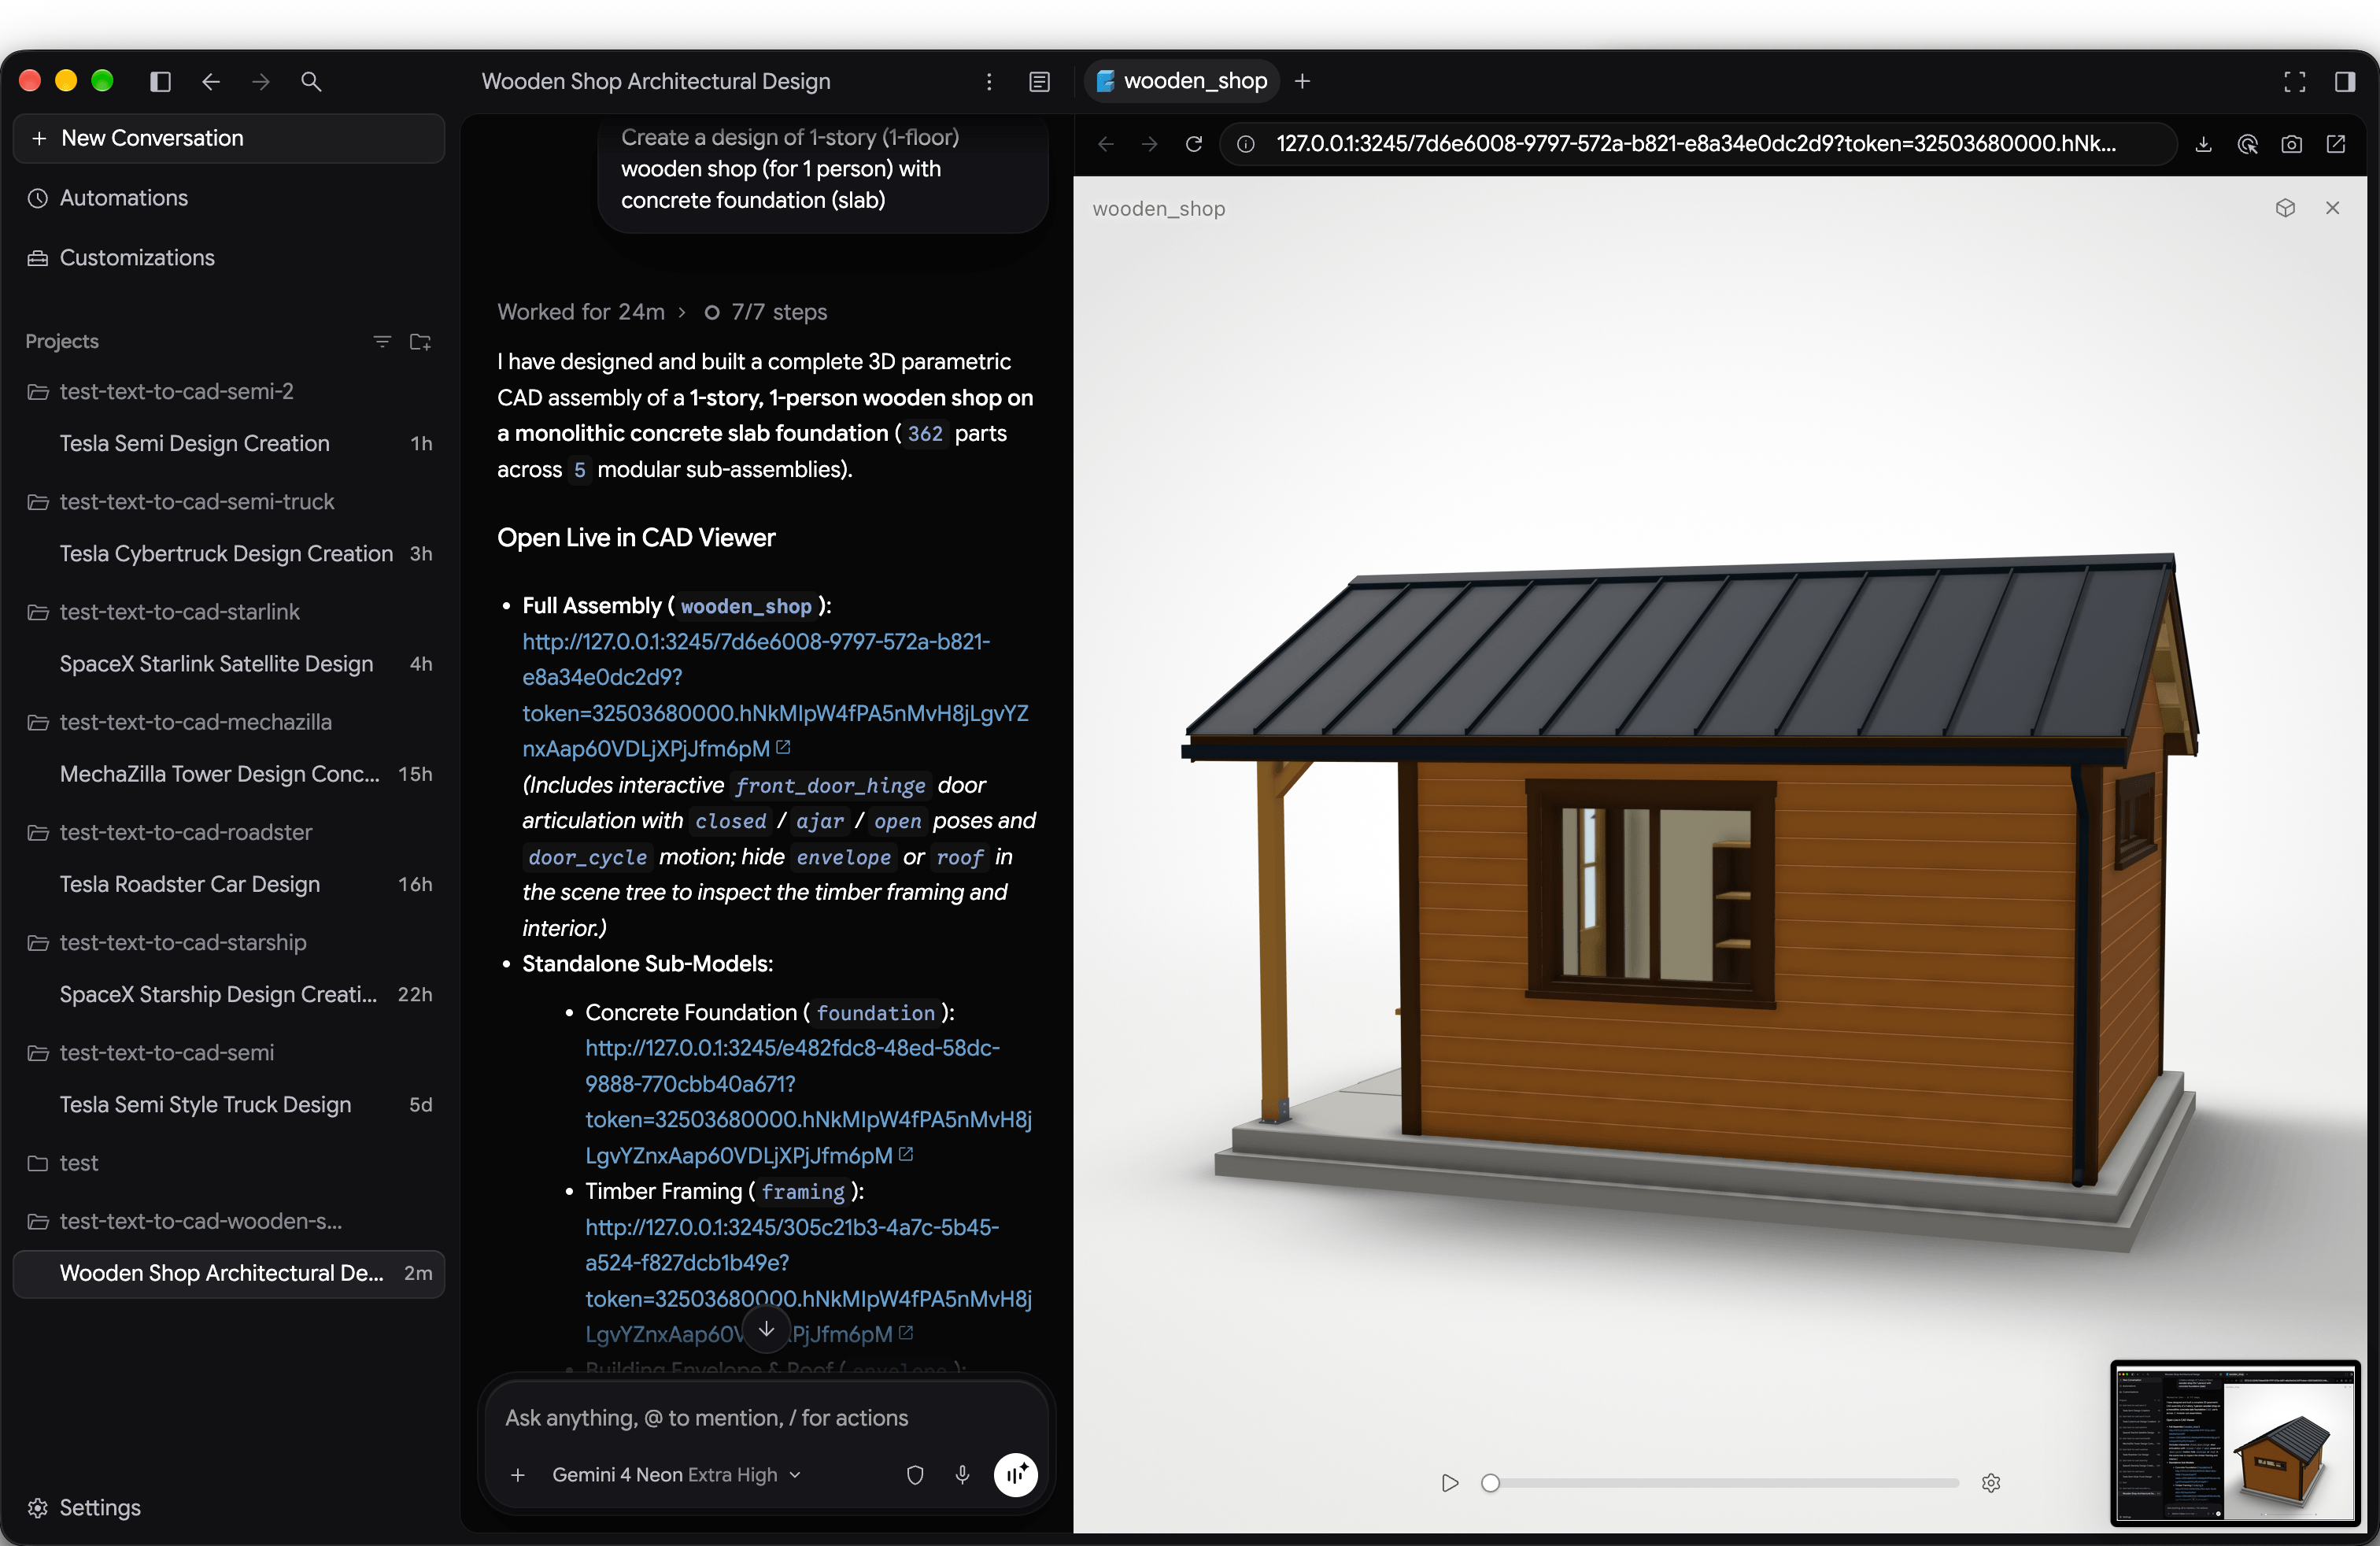 Wooden Shop Architectural Design
wooden_shop
New Conversation
Automations
Customizations
Projects
test-text-to-cad-semi-2
Tesla Semi Design Creation 1h
test-text-to-cad-semi-truck
Tesla Cybertruck Design Creation 3h
test-text-to-cad-starlink
SpaceX Starlink Satellite Design 4h
test-text-to-cad-mechazilla
MechaZilla Tower Design Conc... 15h
test-text-to-cad-roadster
Tesla Roadster Car Design 16h
test-text-to-cad-starship
SpaceX Starship Design Creati... 22h
test-text-to-cad-semi
Tesla Semi Style Truck Design 5d
test
test-text-to-cad-wooden-s...
Wooden Shop Architectural De... 2m
Settings
Create a design of 1-story (1-floor)
wooden shop (for 1 person) with
concrete foundation (slab)
Worked for 24m > 7/7 steps
I have designed and built a complete 3D parametric
CAD assembly of a 1-story, 1-person wooden shop on
a monolithic concrete slab foundation ( 362 parts
across 5 modular sub-assemblies).
Open Live in CAD Viewer
• Full Assembly ( wooden_shop ):
http://127.0.0.1:3245/7d6e6008-9797-572a-b821-
e8a34e0dc2d9?
token=32503680000.hNkMIpW4fPA5nMvH8jLgvYZ
nxAap60VDLjXPjJfm6pM
(Includes interactive front_door_hinge door
articulation with closed / ajar / open poses and
door_cycle motion; hide envelope or roof in
the scene tree to inspect the timber framing and
interior.)
• Standalone Sub-Models:
• Concrete Foundation ( foundation ):
http://127.0.0.1:3245/e482fdc8-48ed-58dc-
9888-770cbb40a671?
token=32503680000.hNkMIpW4fPA5nMvH8j
LgvYZnxAap60VDLjXPjJfm6pM
• Timber Framing ( framing ):
http://127.0.0.1:3245/305c21b3-4a7c-5b45-
a524-f827dcb1b49e?
token=32503680000.hNkMIpW4fPA5nMvH8j
LgvYZnxAap60V PjJfm6pM
• Building Envelope & Roof ( envelope ):
Ask anything, @ to mention, / for actions
Gemini 4 Neon Extra High
127.0.0.1:3245/7d6e6008-9797-572a-b821-e8a34e0dc2d9?token=32503680000.hNk...
wooden_shop